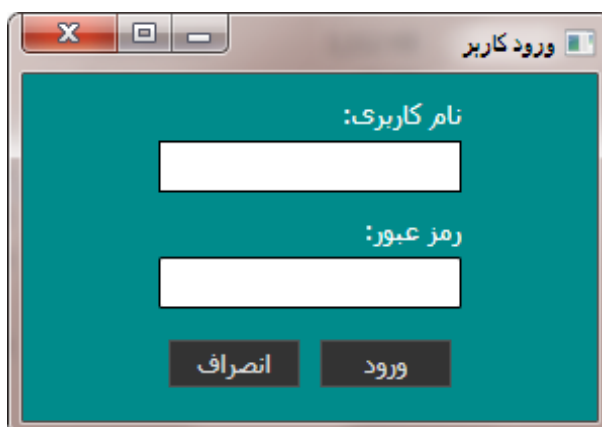 ورود کاربر
نام کاربری:
رمز عبور:
ورود انصراف